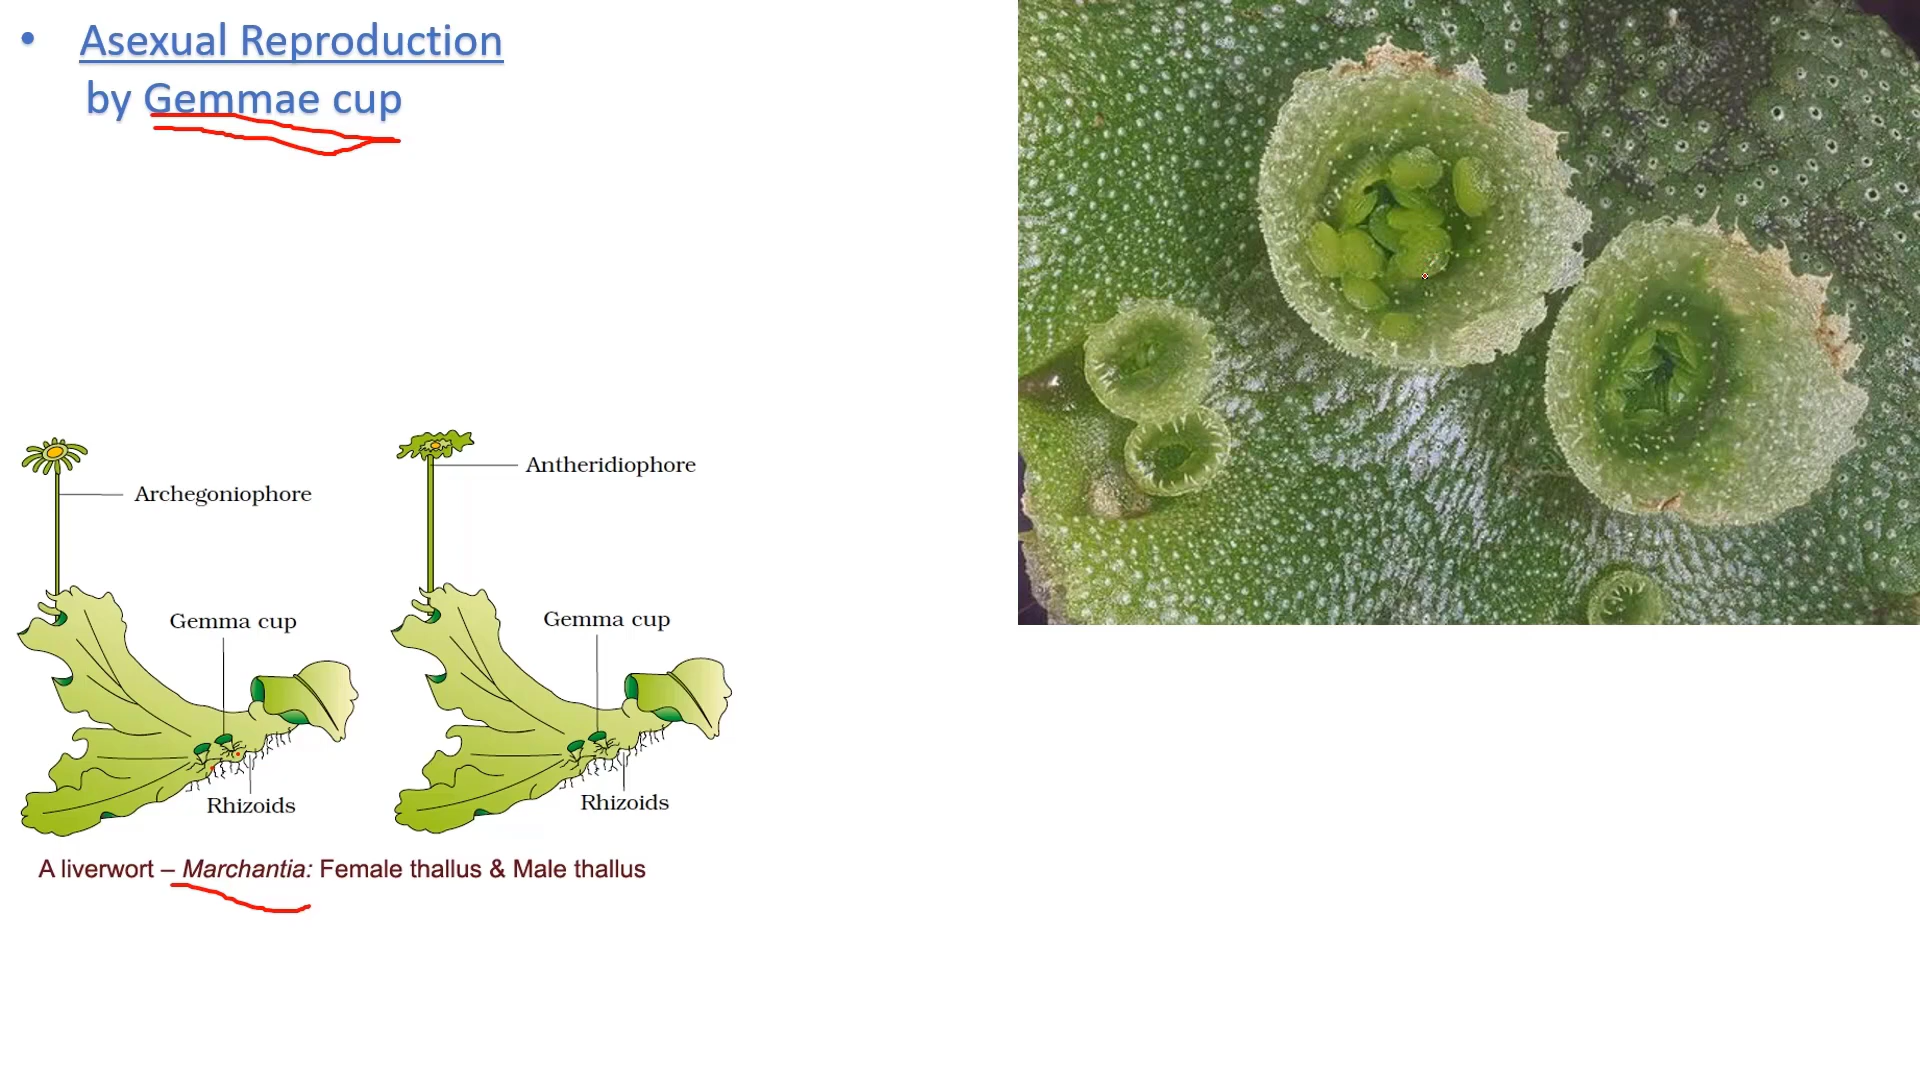 • Asexual Reproduction
by Gemmae cup
Archegoniophore
Antheridiophore
Gemma cup
Gemma cup
Rhizoids
Rhizoids
A liverwort – Marchantia: Female thallus & Male thallus